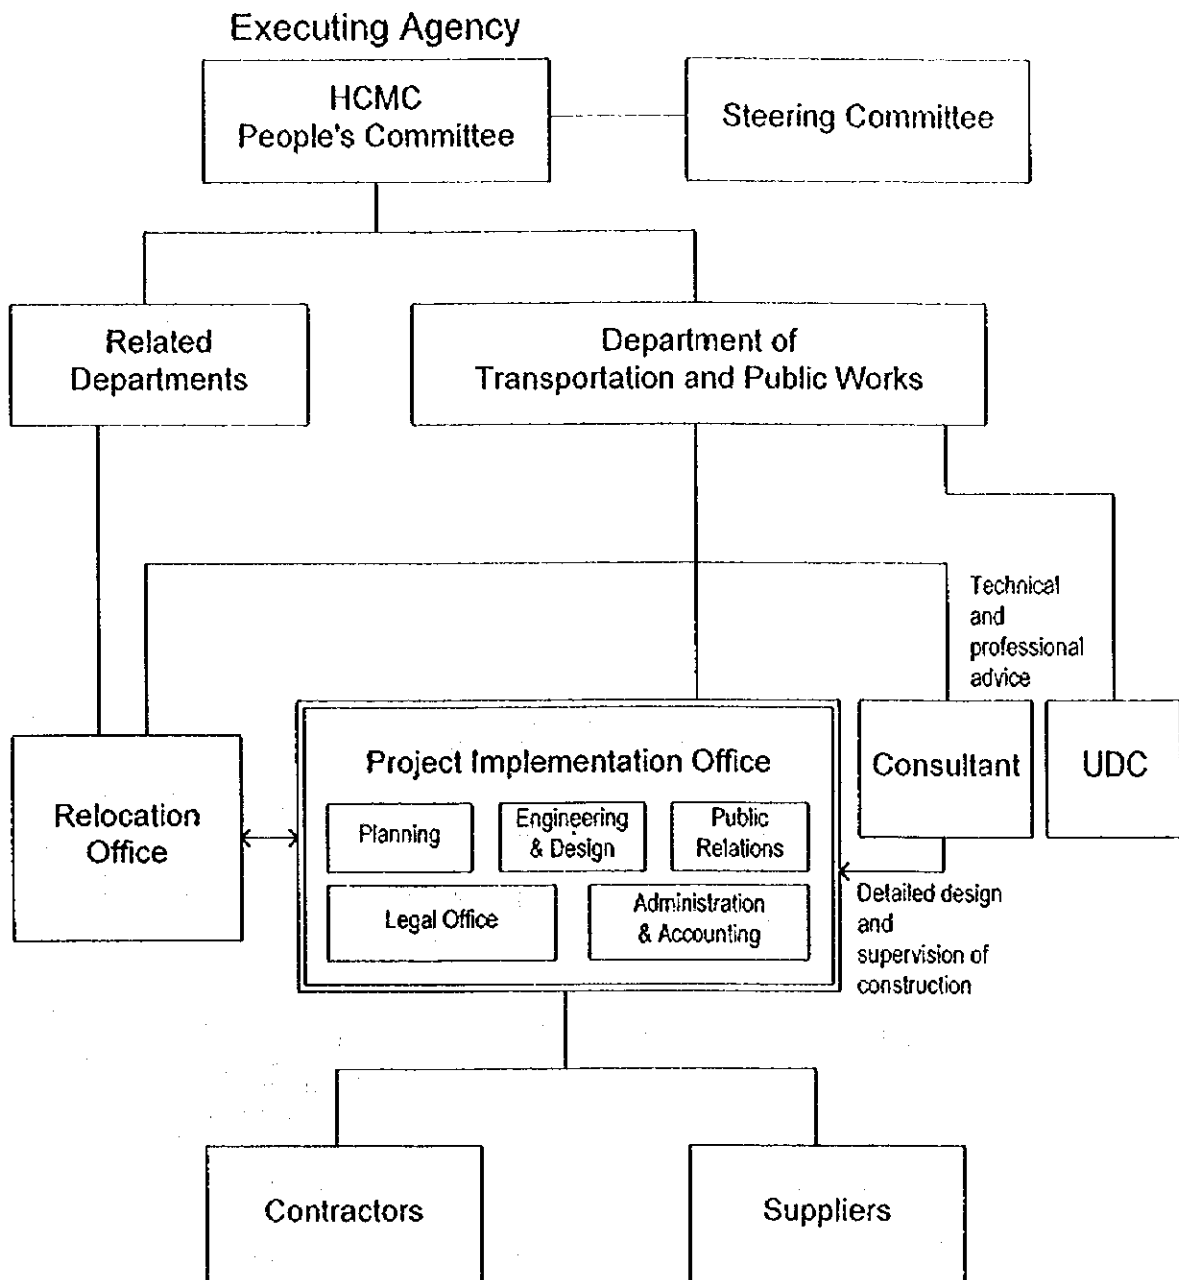 Executing Agency
HCMC
People's Committee
Steering Committee
Related
Departments
Department of
Transportation and Public Works
Technical
and
professional
advice
Relocation
Office
Project Implementation Office
Planning
Engineering
& Design
Public
Relations
Legal Office
Administration
& Accounting
Consultant
UDC
Detailed design
and
supervision of
construction
Contractors
Suppliers